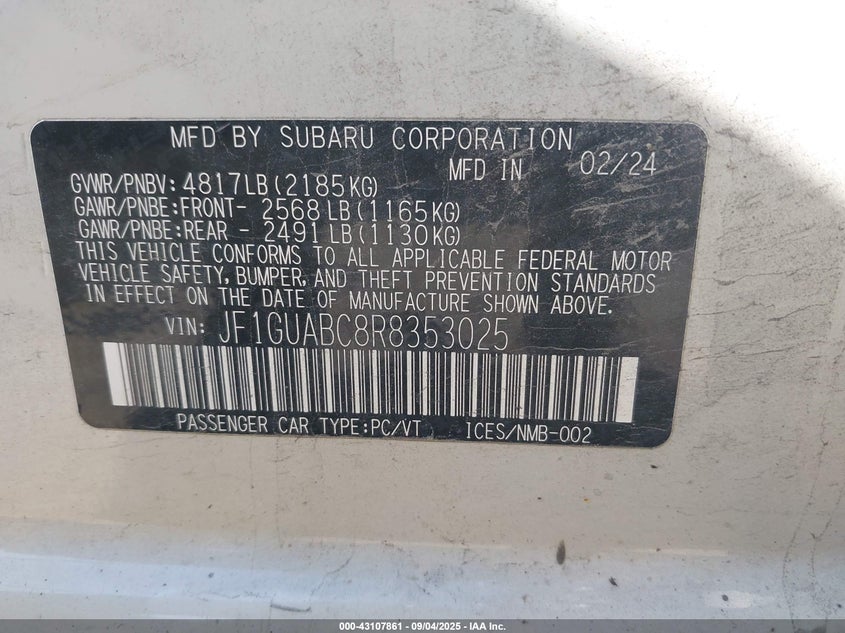 MFD BY SUBARU CORPORATION
MFD IN 02/24
GVWR/PNBV: 4817LB(2185KG)
GAWR/PNBE:FRONT- 2568LB(1165KG)
GAWR/PNBE:REAR - 2491LB(1130KG)
THIS VEHICLE CONFORMS TO ALL APPLICABLE FEDERAL MOTOR
VEHICLE SAFETY, BUMPER, AND THEFT PREVENTION STANDARDS
IN EFFECT ON THE DATE OF MANUFACTURE SHOWN ABOVE.
VIN: JF1GUABC8R8353025
PASSENGER CAR TYPE:PC/VT ICES/NMB-002
000-43107861 - 09/04/2025 - IAA Inc.